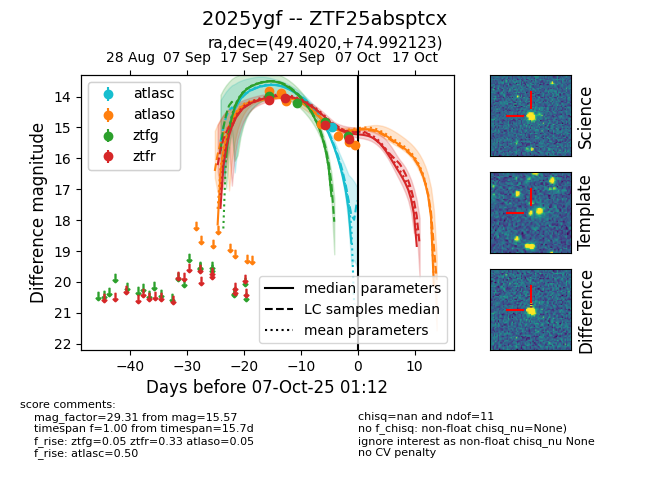 2025ygf -- ZTF25absptcx
ra,dec=(49.4020,+74.992123)
28 Aug 07 Sep 17 Sep 27 Sep 07 Oct 17 Oct
atlasc
atlaso
ztfg
ztfr
14
15
16
17
18
19
20
21
22
Difference magnitude
median parameters
LC samples median
mean parameters
−40 −30 −20 −10 0 10
Days before 07-Oct-25 01:12
Science
Template
Difference
score comments:
mag_factor=29.31 from mag=15.57
timespan f=1.00 from timespan=15.7d
f_rise: ztfg=0.05 ztfr=0.33 atlaso=0.05
f_rise: atlasc=0.50
chisq=nan and ndof=11
no f_chisq: non-float chisq_nu=None)
ignore interest as non-float chisq_nu None
no CV penalty